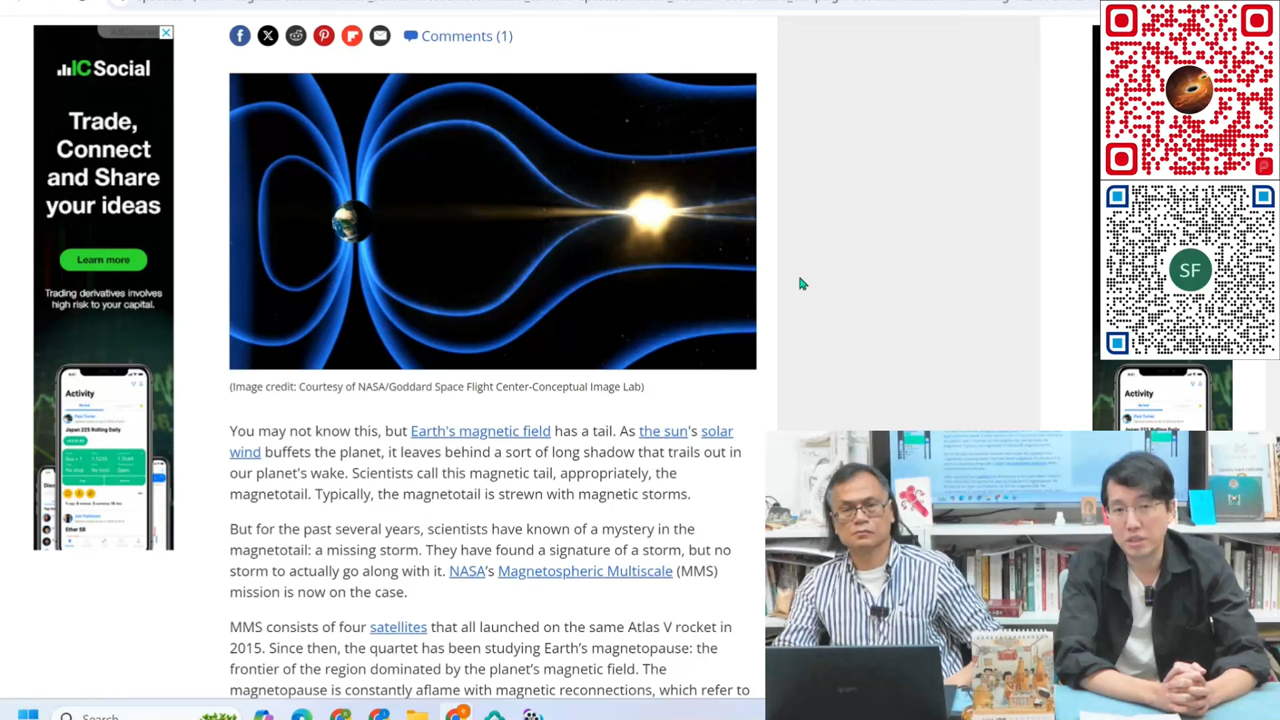 Comments (1)
IC Social
Trade,
Connect
and Share
your ideas
Learn more
Trading derivatives involves
high risk to your capital.
Activity
(Image credit: Courtesy of NASA/Goddard Space Flight Center-Conceptual Image Lab)
You may not know this, but Earth's magnetic field has a tail. As the sun's solar
wind buffets the planet, it leaves behind a sort of long shadow that trails out in
our planet's wake. Scientists call this magnetic tail, appropriately, the
magnetotail. Typically, the magnetotail is strewn with magnetic storms.
But for the past several years, scientists have known of a mystery in the
magnetotail: a missing storm. They have found a signature of a storm, but no
storm to actually go along with it. NASA's Magnetospheric Multiscale (MMS)
mission is now on the case.
MMS consists of four satellites that all launched on the same Atlas V rocket in
2015. Since then, the quartet has been studying Earth's magnetopause: the
frontier of the region dominated by the planet's magnetic field. The
magnetopause is constantly aflame with magnetic reconnections, which refer to
SF
Activity
Search